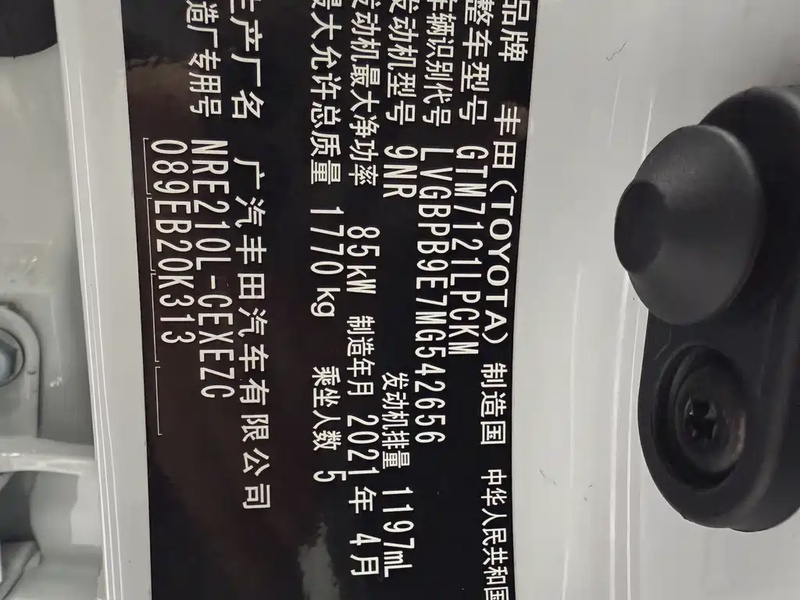 品牌 丰田(TOYOTA) 制造国 中华人民共和国
整车型号 GTM7121LPCKM
车辆识别代号 LVGBPB9E7MG542656
发动机型号 9NR 发动机排量 1197mL
发动机最大净功率 85kW 制造年月 2021年 4月
最大允许总质量 1770 kg 乘坐人数 5
生产厂名 广汽丰田汽车有限公司
造厂专用号 NRE210L-CEXEZC
089EB20K313